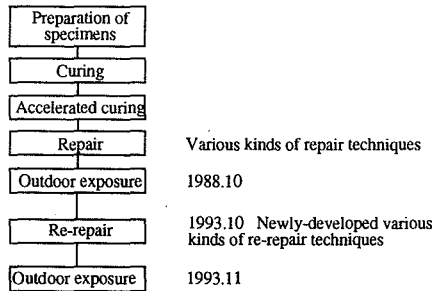 Preparation of
specimens
Curing
Accelerated curing
Repair
Various kinds of repair techniques
Outdoor exposure
1988.10
Re-repair
1993.10 Newly-developed various
kinds of re-repair techniques
Outdoor exposure
1993.11